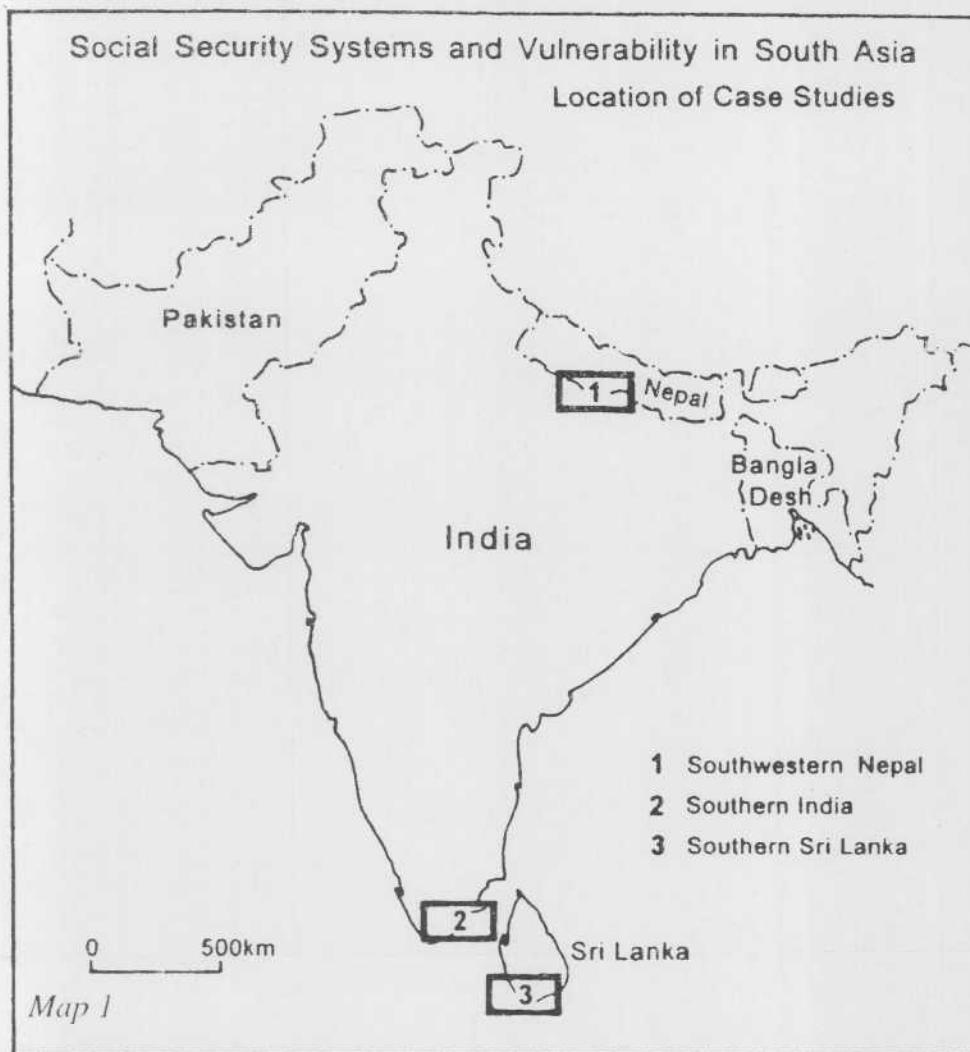 Social Security Systems and Vulnerability in South Asia
Location of Case Studies
Pakistan
1
Nepal
Bangla
Desh
India
1 Southwestern Nepal
2 Southern India
3 Southern Sri Lanka
2
0 500km
Sri Lanka
3
Map 1